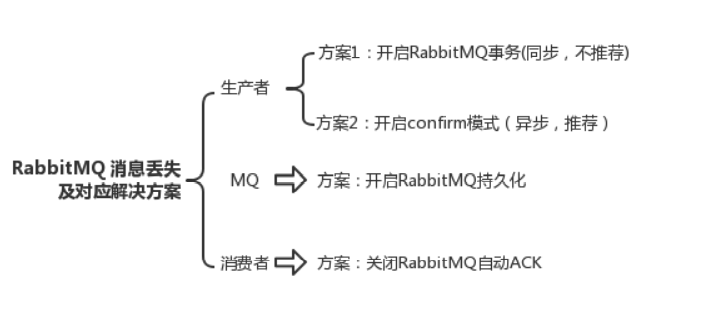 RabbitMQ 消息丢失
及对应解决方案
生产者
方案1：开启RabbitMQ事务(同步，不推荐)
方案2：开启confirm模式（异步，推荐）
MQ
方案：开启RabbitMQ持久化
消费者
方案：关闭RabbitMQ自动ACK